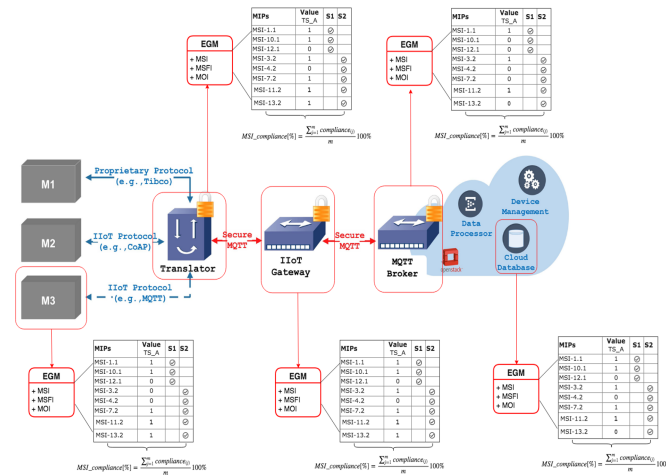 MIPs Value TS_A S1 S2
MSI-1.1 1
MSI-10.1 1
MSI-12.1 0
MSI-3.2 1
MSI-4.2 0
MSI-7.2 1
MSI-11.2 1
MSI-13.2 1
EGM
+ MSI
+ MSFI
+ MOI
MSI_compliance[%] = ∑ᵐⱼ₌₁ compliance₍ⱼ₎ / m 100%
MIPs Value TS_A S1 S2
MSI-1.1 1
MSI-10.1 0
MSI-12.1 0
MSI-3.2 1
MSI-4.2 0
MSI-7.2 0
MSI-11.2 1
MSI-13.2 0
EGM
+ MSI
+ MSFI
+ MOI
MSI_compliance[%] = ∑ᵐⱼ₌₁ compliance₍ⱼ₎ / m 100%
M1
Proprietary Protocol
(e.g.,Tibco)
M2
IIoT Protocol
(e.g.,CoAP)
M3
IIoT Protocol
(e.g.,MQTT)
Translator
Secure
MQTT
IIoT
Gateway
Secure
MQTT
MQTT
Broker
Data
Processor
Device
Management
openstack
Cloud
Database
EGM
+ MSI
+ MSFI
+ MOI
MIPs Value TS_A S1 S2
MSI-1.1 1
MSI-10.1 1
MSI-12.1 0
MSI-3.2 0
MSI-4.2 0
MSI-7.2 1
MSI-11.2 1
MSI-13.2 1
MSI_compliance[%] = ∑ᵐⱼ₌₁ compliance₍ⱼ₎ / m 100%
EGM
+ MSI
+ MSFI
+ MOI
MIPs Value TS_A S1 S2
MSI-1.1 1
MSI-10.1 1
MSI-12.1 0
MSI-3.2 0
MSI-4.2 0
MSI-7.2 1
MSI-11.2 1
MSI-13.2 1
MSI_compliance[%] = ∑ᵐⱼ₌₁ compliance₍ⱼ₎ / m 100%
EGM
+ MSI
+ MSFI
+ MOI
MIPs Value TS_A S1 S2
MSI-1.1 1
MSI-10.1 1
MSI-12.1 0
MSI-3.2 1
MSI-4.2 0
MSI-7.2 1
MSI-11.2 1
MSI-13.2 0
MSI_compliance[%] = ∑ᵐⱼ₌₁ compliance₍ⱼ₎ / m 100%